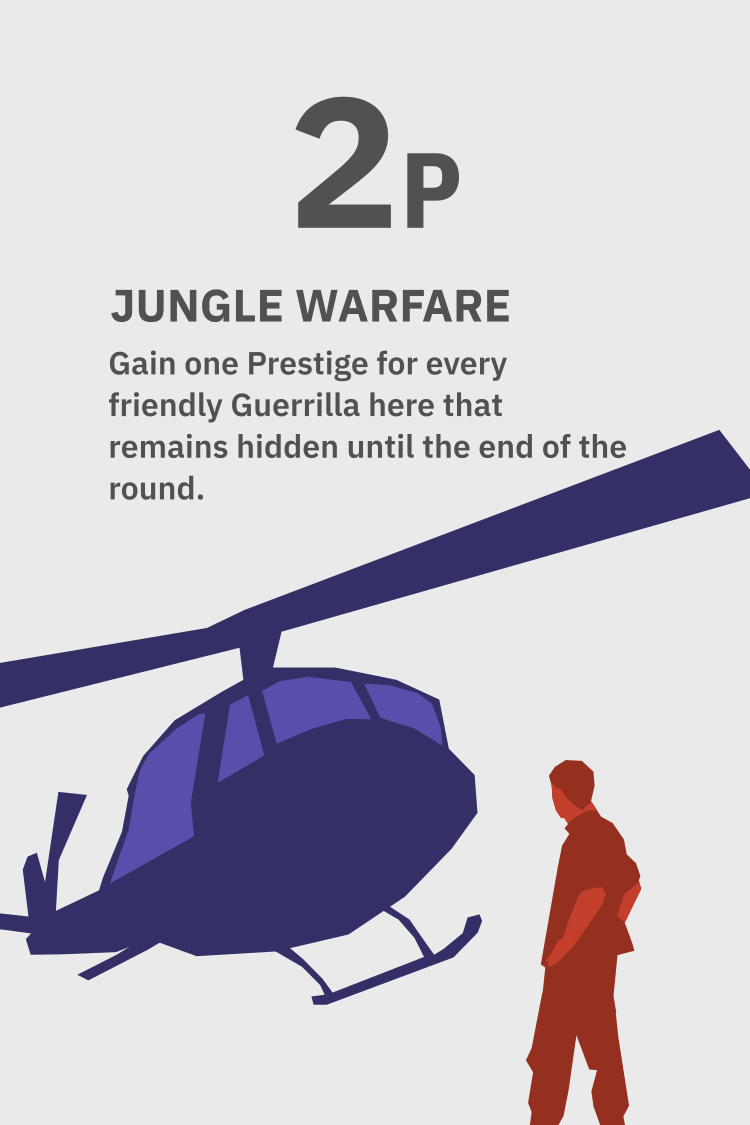 2P
JUNGLE WARFARE
Gain one Prestige for every
friendly Guerrilla here that
remains hidden until the end of the
round.